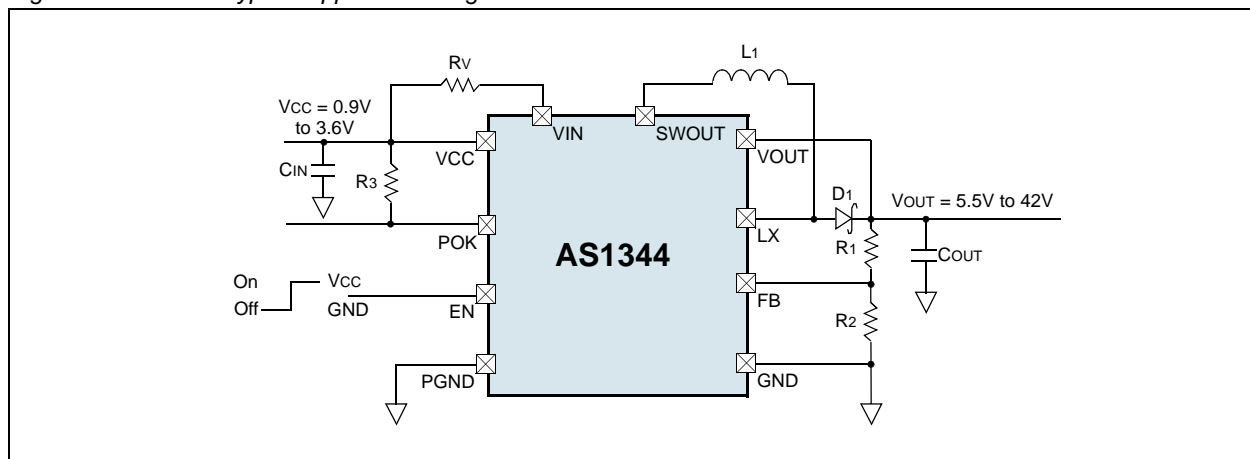 RV
L1
VCC = 0.9V
to 3.6V
VIN
SWOUT
VCC
VOUT
CIN
R3
D1
VOUT = 5.5V to 42V
POK
LX
AS1344
R1
COUT
On
VCC
Off
GND
EN
FB
R2
PGND
GND